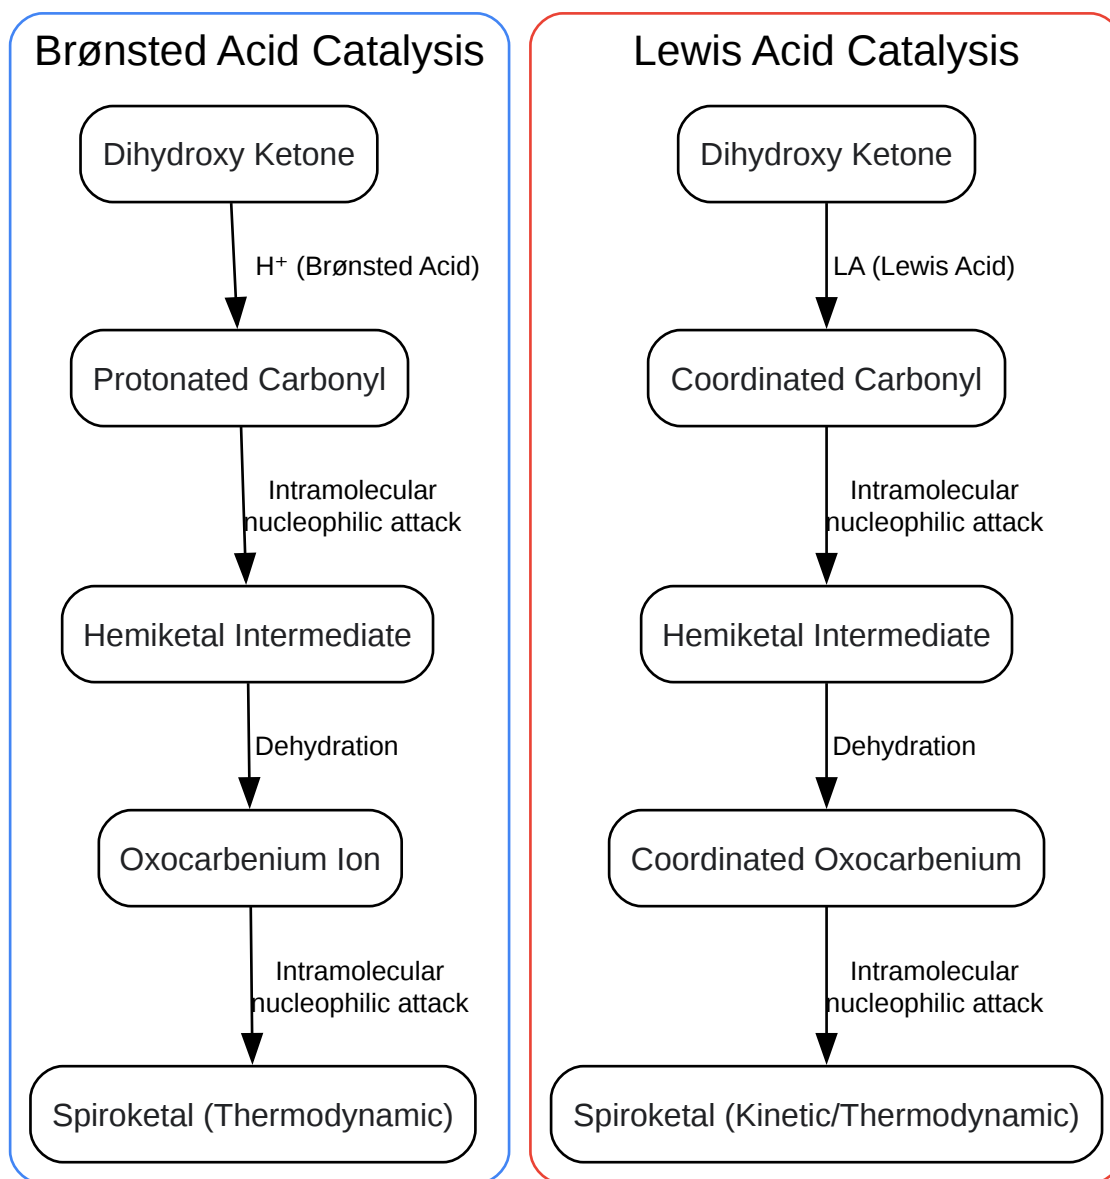 Brønsted Acid Catalysis
Dihydroxy Ketone
H⁺ (Brønsted Acid)
Protonated Carbonyl
Intramolecular
nucleophilic attack
Hemiketal Intermediate
Dehydration
Oxocarbenium Ion
Intramolecular
nucleophilic attack
Spiroketal (Thermodynamic)
Lewis Acid Catalysis
Dihydroxy Ketone
LA (Lewis Acid)
Coordinated Carbonyl
Intramolecular
nucleophilic attack
Hemiketal Intermediate
Dehydration
Coordinated Oxocarbenium
Intramolecular
nucleophilic attack
Spiroketal (Kinetic/Thermodynamic)